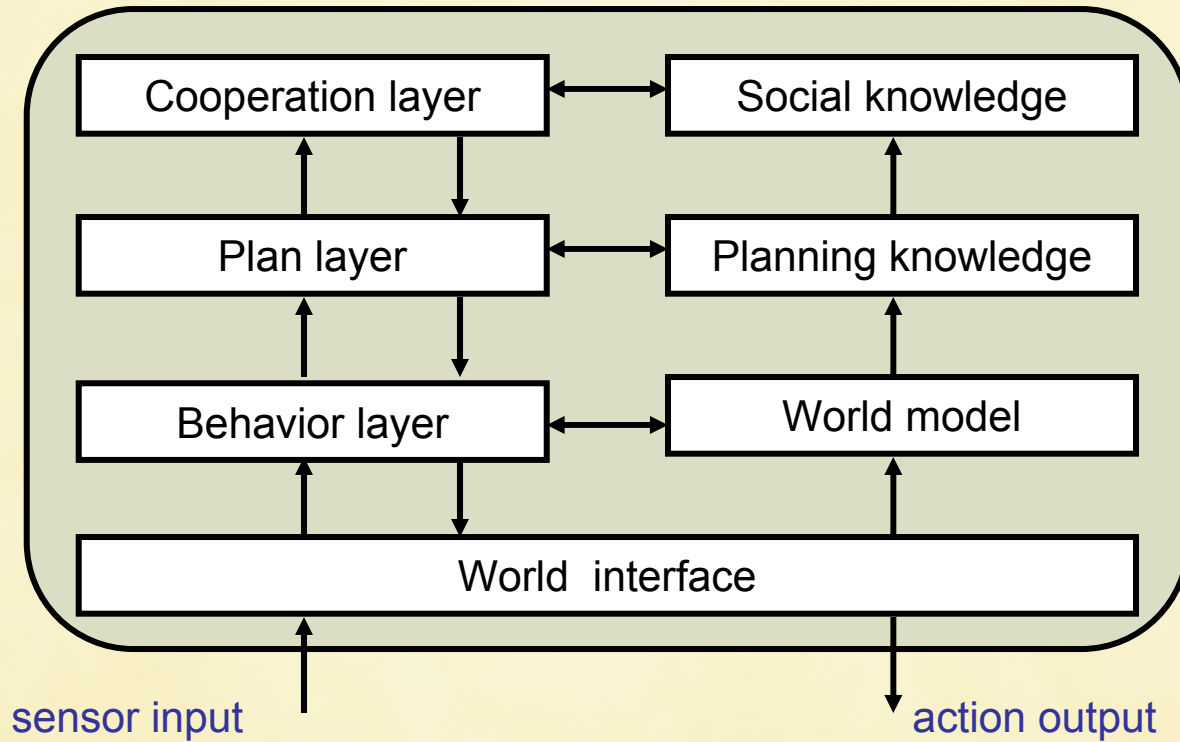 Cooperation layer
Social knowledge
Plan layer
Planning knowledge
Behavior layer
World model
World interface
sensor input
action output